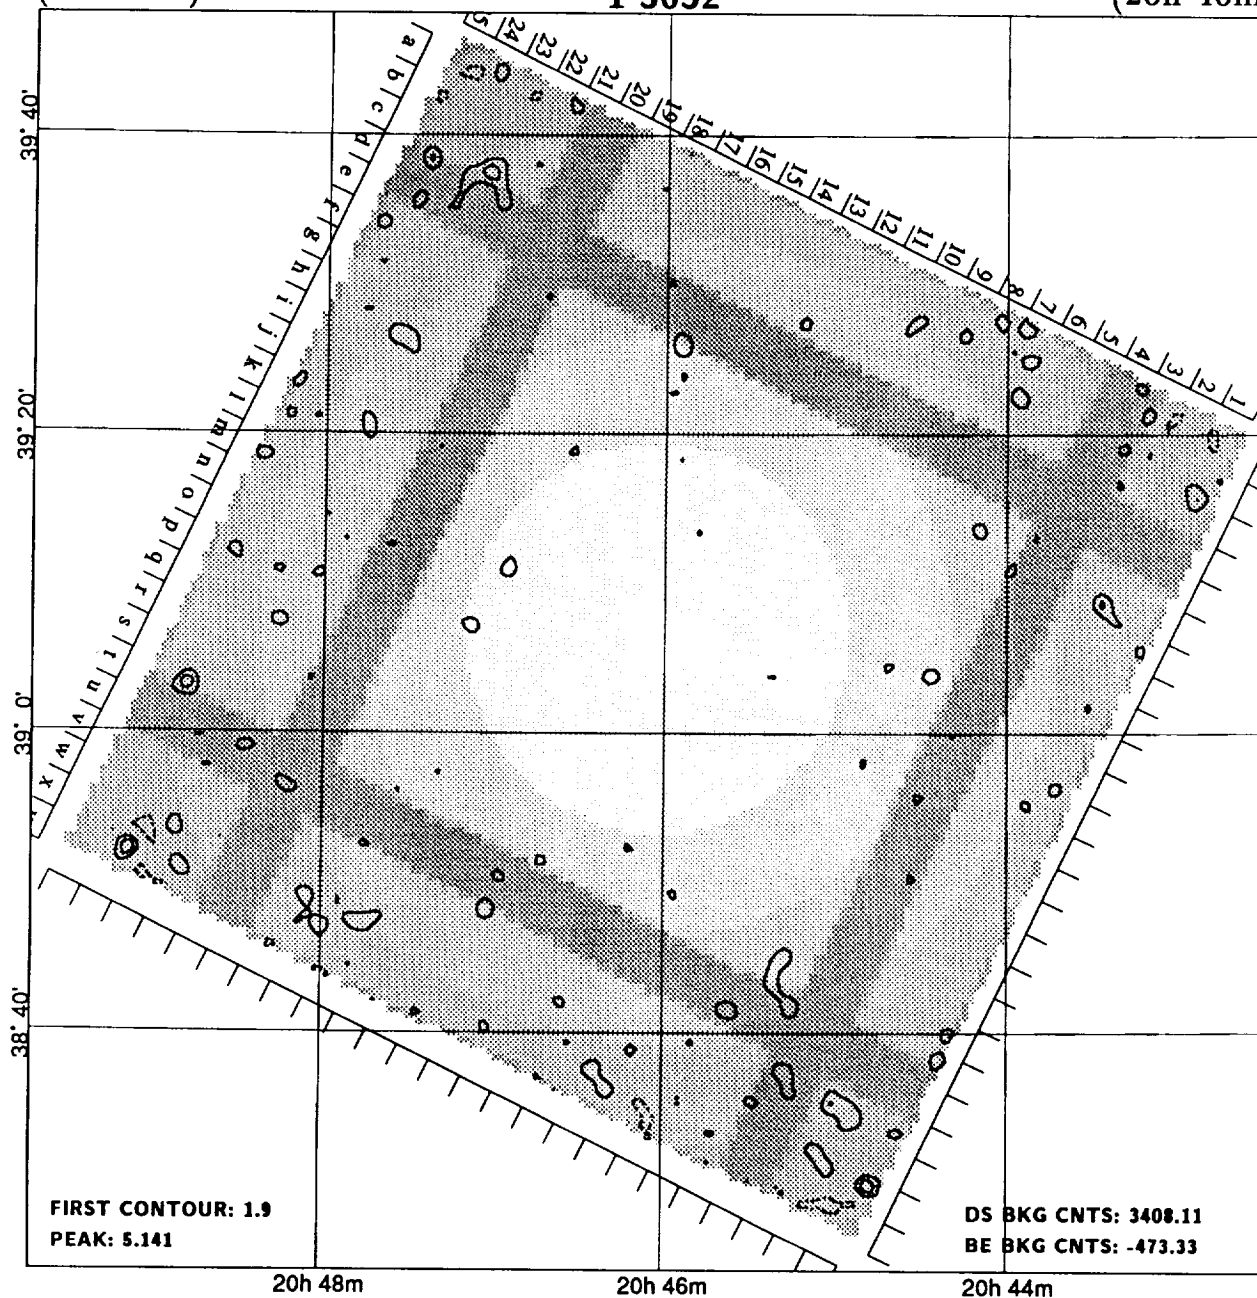 25 24 23 22 21 20 19 18 17 16 15 14 13 12 11 10 9 8 7 6 5 4 3 2 1
a b c d e f g h i j k l m n o p q r s t u v w x
39° 40'
39° 20'
39° 0'
38° 40'
FIRST CONTOUR: 1.9
PEAK: 5.141
DS BKG CNTS: 3408.11
BE BKG CNTS: -473.33
20h 48m 20h 46m 20h 44m